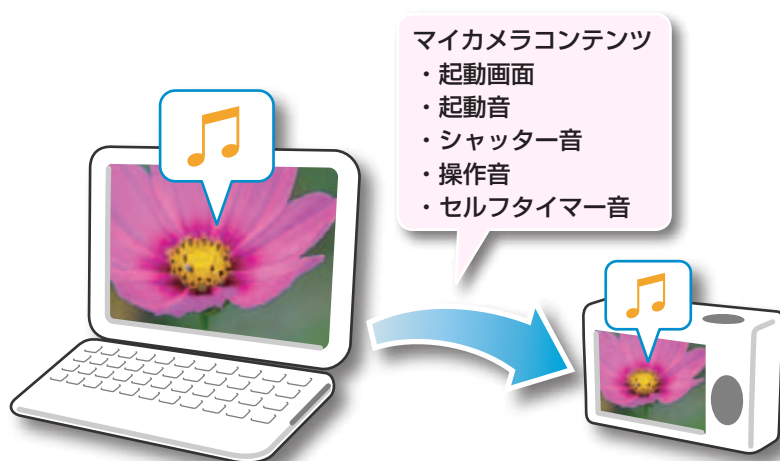 マイカメラコンテンツ
・起動画面
・起動音
・シャッター音
・操作音
・セルフタイマー音